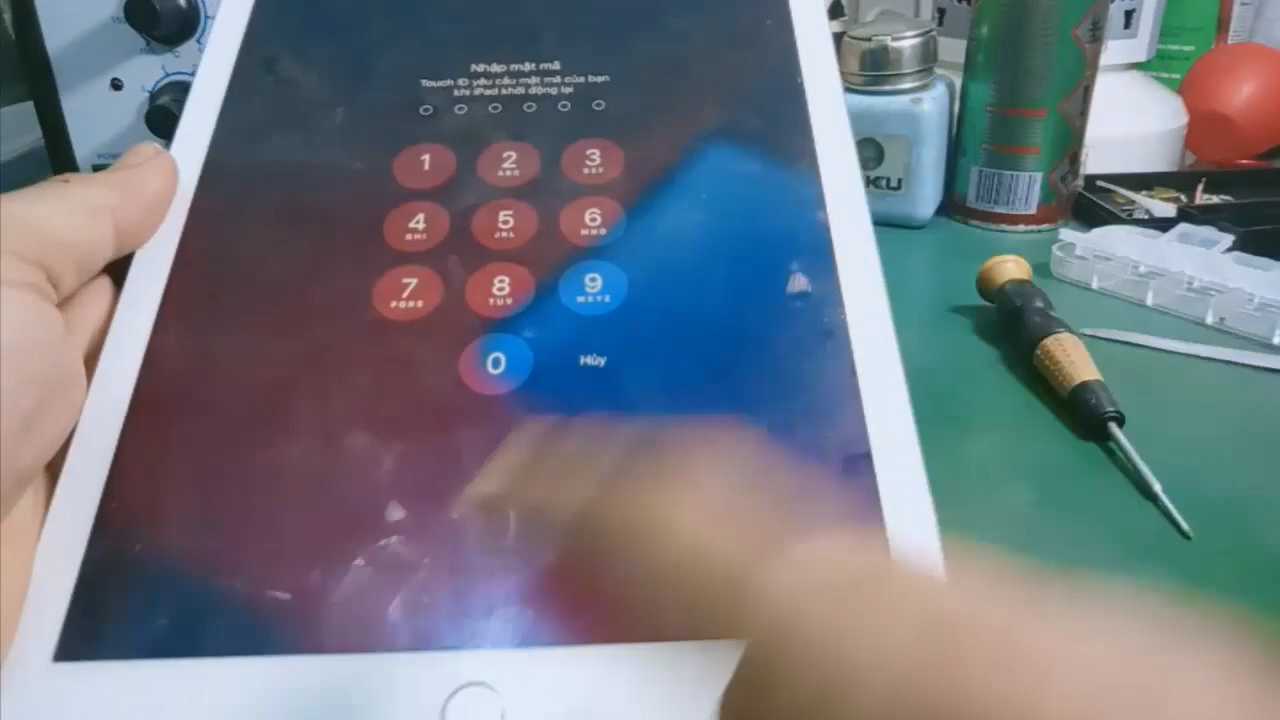 Nhập mật mã
Touch ID yêu cầu mật mã của bạn
khi iPad khởi động lại
1
2
ABC
3
DEF
4
GHI
5
JKL
6
MNO
7
PQRS
8
TUV
9
WXYZ
0
Hủy